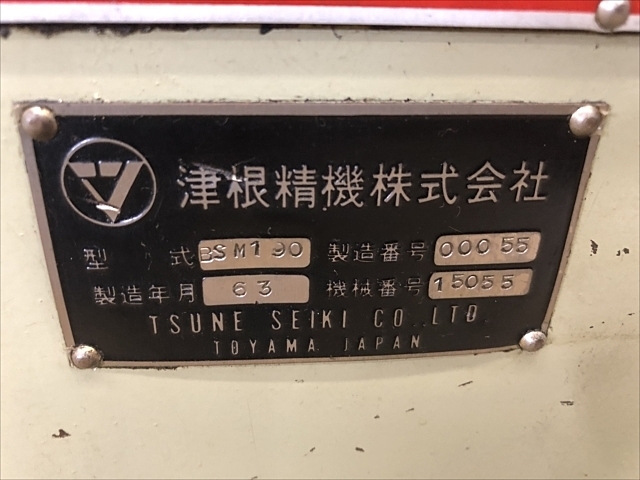 津根精機株式会社
型式 BSM190 製造番号 00055
製造年月 63 機械番号 15055
TSUNE SEIKI CO.,LTD.
TOYAMA. JAPAN